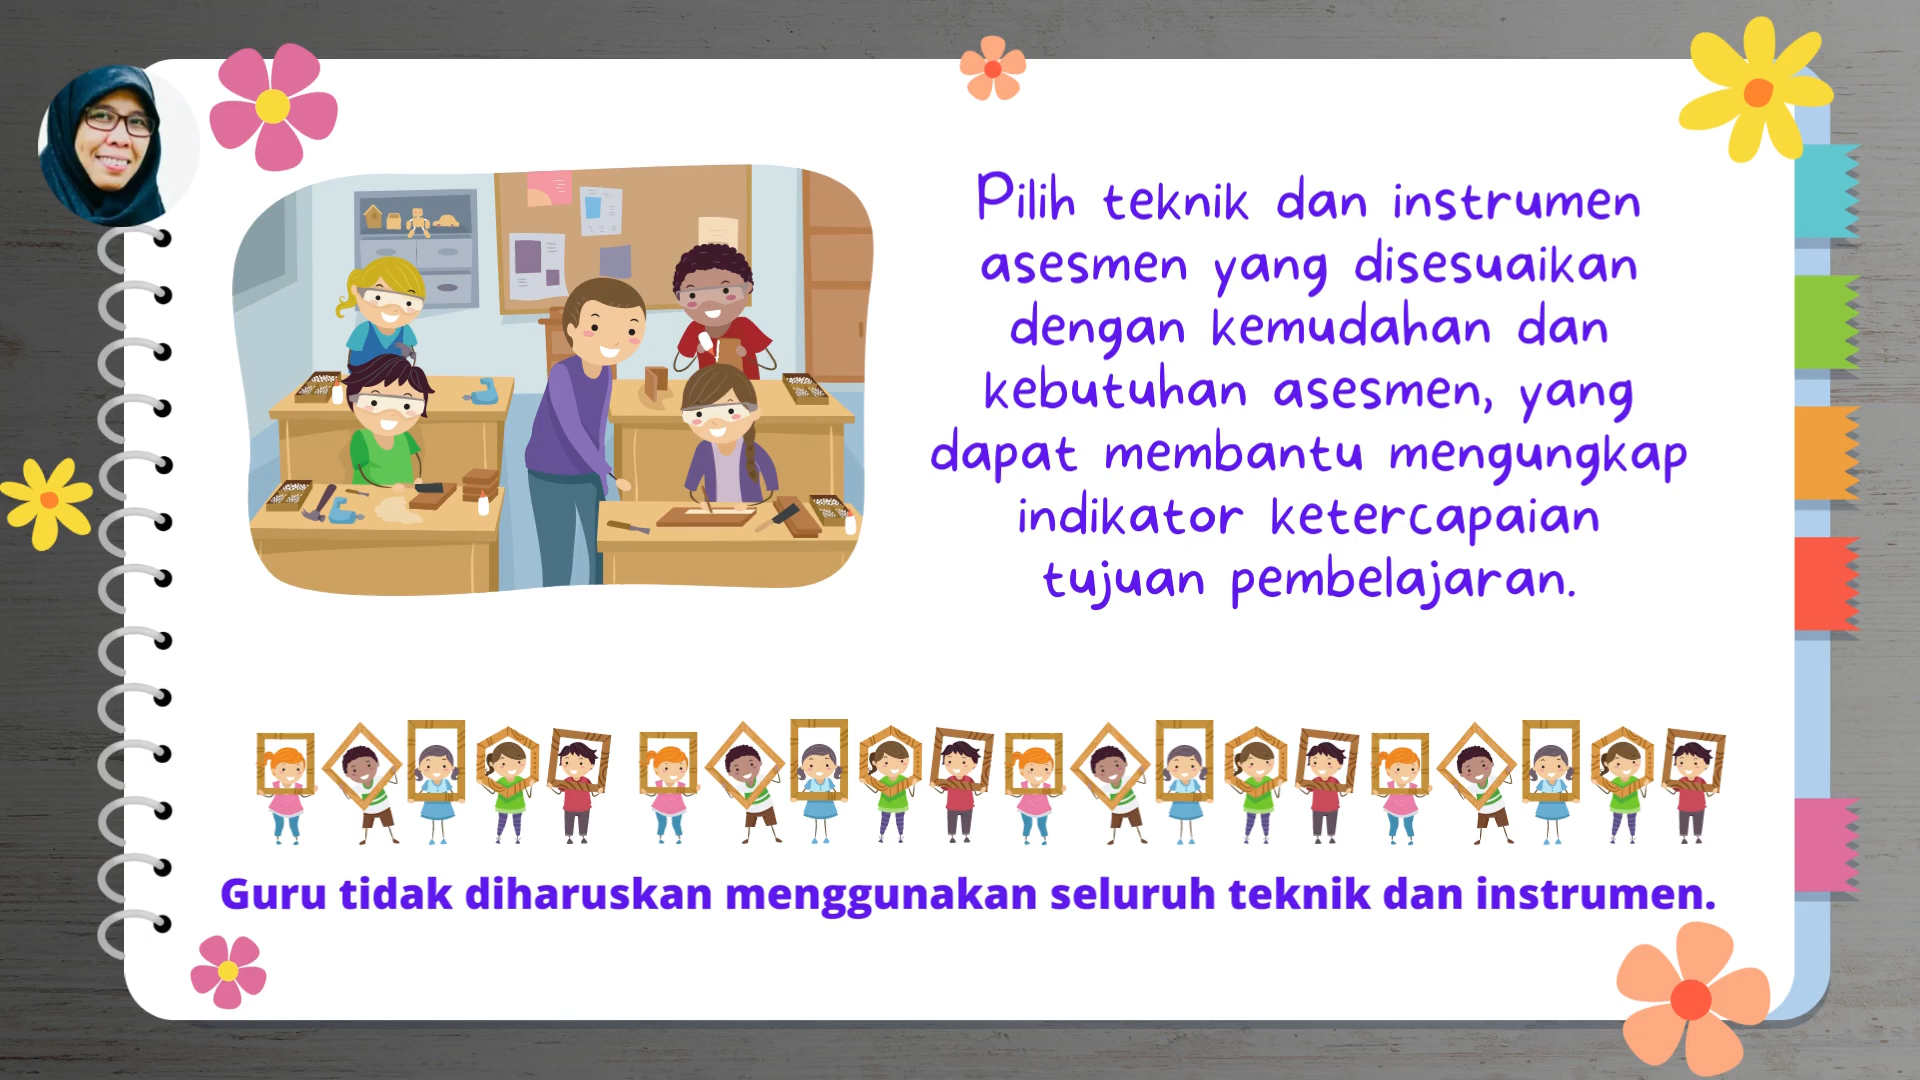 Pilih teknik dan instrumen
asesmen yang disesuaikan
dengan kemudahan dan
kebutuhan asesmen, yang
dapat membantu mengungkap
indikator ketercapaian
tujuan pembelajaran.
Guru tidak diharuskan menggunakan seluruh teknik dan instrumen.